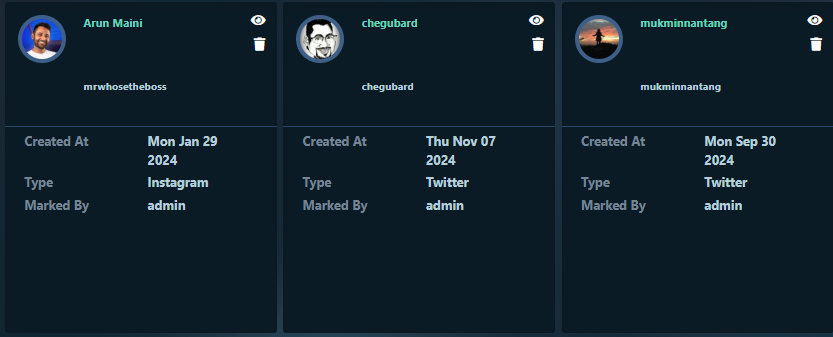 Arun Maini
mrwhosetheboss
Created At Mon Jan 29
2024
Type Instagram
Marked By admin
chegubard
chegubard
Created At Thu Nov 07
2024
Type Twitter
Marked By admin
mukminnantang
mukminnantang
Created At Mon Sep 30
2024
Type Twitter
Marked By admin